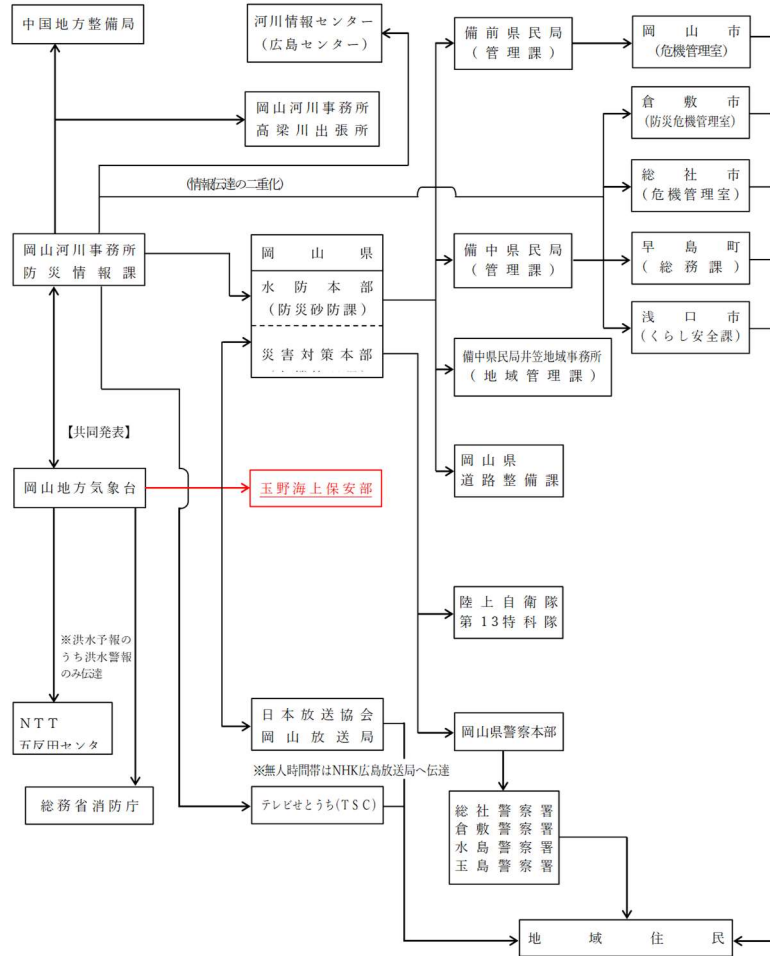 中国地方整備局
河川情報センター
（広島センター）
備前県民局
（管理課）
岡山市
（危機管理室）
岡山河川事務所
高梁川出張所
倉敷市
（防災危機管理室）
（情報伝達の二重化）
総社市
（危機管理室）
岡山河川事務所
防災情報課
岡山県
水防本部
（防災砂防課）
災害対策本部
備中県民局
（管理課）
早島町
（総務課）
浅口市
（くらし安全課）
備中県民局井笠地域事務所
（地域管理課）
【共同発表】
岡山県
道路整備課
岡山地方気象台
玉野海上保安部
陸上自衛隊
第13特科隊
※洪水予報の
うち洪水警報
のみ伝達
NTT
五反田センタ
日本放送協会
岡山放送局
岡山県警察本部
※無人時間帯はNHK広島放送局へ伝達
総務省消防庁
テレビせとうち(TSC)
総社警察署
倉敷警察署
水島警察署
玉島警察署
地域住民